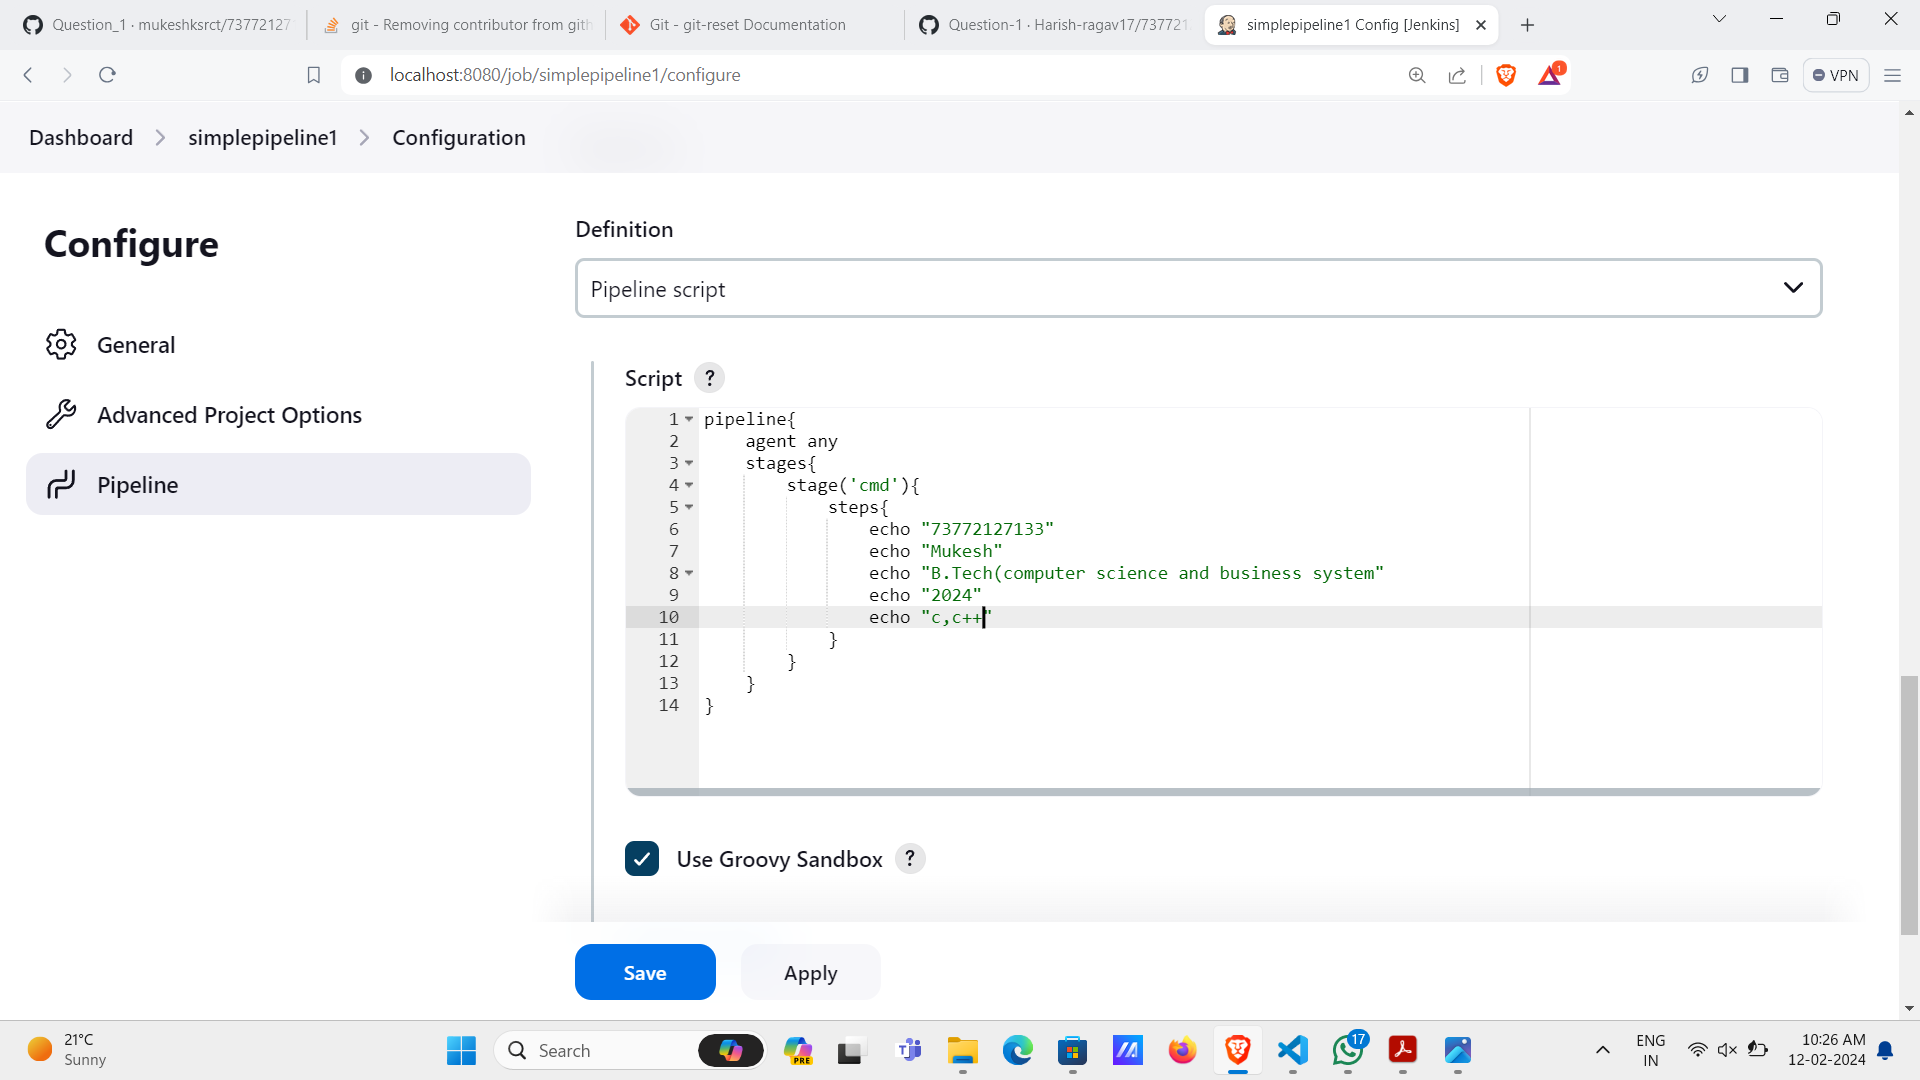 Question_1 · mukeshksrct/73772127
git - Removing contributor from gith
Git - git-reset Documentation
Question-1 · Harish-ragav17/737721
simplepipeline1 Config [Jenkins]
localhost:8080/job/simplepipeline1/configure
1
VPN
Dashboard
simplepipeline1
Configuration
Configure
General
Advanced Project Options
Pipeline
Definition
Pipeline script
Script ?
1 pipeline{
2 agent any
3 stages{
4 stage('cmd'){
5 steps{
6 echo "73772127133"
7 echo "Mukesh"
8 echo "B.Tech(computer science and business system"
9 echo "2024"
10 echo "c,c++"
11 }
12 }
13 }
14 }
Use Groovy Sandbox ?
Save
Apply
21°C
Sunny
Search
PRE
17
ENG
IN
10:26 AM
12-02-2024